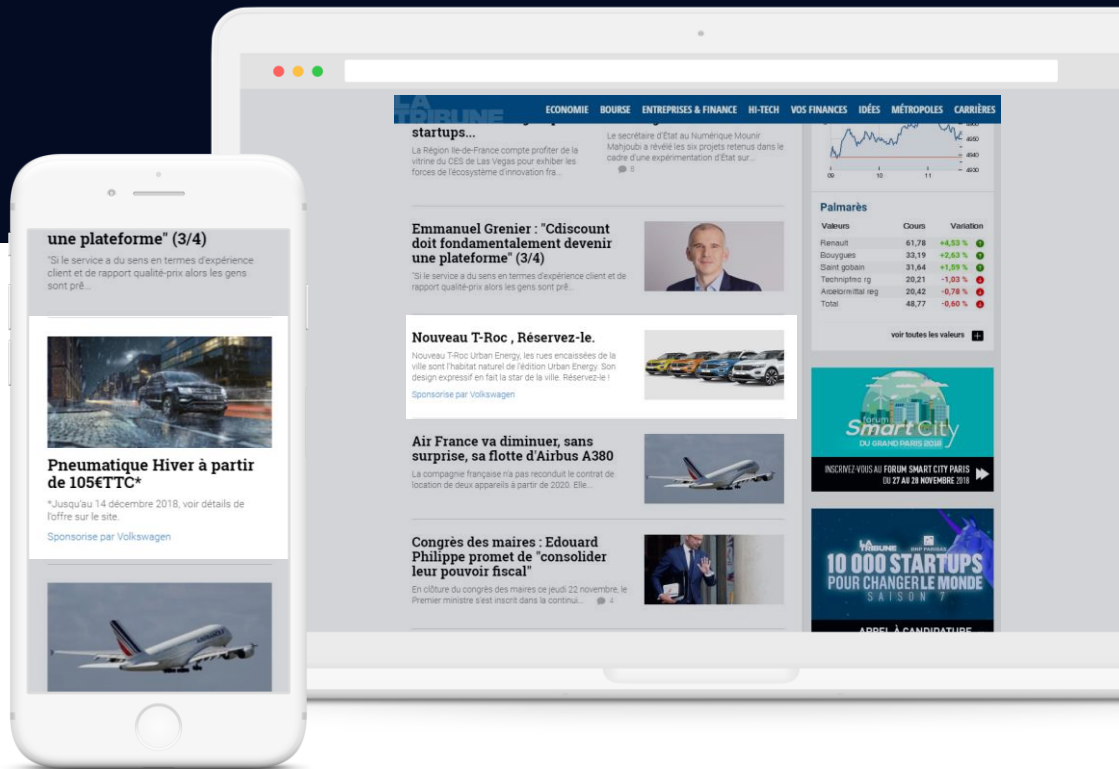 une plateforme" (3/4)
"Si le service a du sens en termes d'expérience
client et de rapport qualité-prix alors les gens
sont prê...
Pneumatique Hiver à partir
de 105€TTC*
*Jusqu'au 14 décembre 2018, voir détails de
l'offre sur le site.
Sponsorise par Volkswagen
LA
TRIBUNE
ECONOMIE BOURSE ENTREPRISES & FINANCE HI-TECH VOS FINANCES IDÉES MÉTROPOLES CARRIÈRES
startups...
La Région Ile-de-France compte profiter de la
vitrine du CES de Las Vegas pour exhiber les
forces de l'écosystème d'innovation fra...
Le secrétaire d'Etat au Numérique Mounir
Mahjoubi a révélé les six projets retenus dans le
cadre d'une expérimentation d'Etat sur...
6
Emmanuel Grenier : "Cdiscount
doit fondamentalement devenir
une plateforme" (3/4)
"Si le service a du sens en termes d'expérience client et de
rapport qualité-prix alors les gens sont prê...
Nouveau T-Roc , Réservez-le.
Nouveau T-Roc Urban Energy, les rues encaissées de la
ville sont l'habitat naturel de l'édition Urban Energy. Son
design expressif en fait la star de la ville. Réservez-le !
Sponsorise par Volkswagen
Air France va diminuer, sans
surprise, sa flotte d'Airbus A380
La compagnie française n'a pas reconduit le contrat de
location de deux appareils à partir de 2020. Elle...
Congrès des maires : Edouard
Philippe promet de "consolider
leur pouvoir fiscal"
En clôture du congrès des maires ce jeudi 22 novembre, le
Premier ministre s'est inscrit dans la continui... 4
4960
4940
4930
09 10 11
Palmarès
Valeurs Cours Variation
Renault 61,78 +4,53 %
Bouygues 33,19 +2,63 %
Saint gobain 31,64 +1,59 %
Technipfmc rg 20,21 -1,03 %
Arcelormittal reg 20,42 -0,78 %
Total 48,77 -0,60 %
voir toutes les valeurs
forum
Smart City
DU GRAND PARIS 2018
INSCRIVEZ-VOUS AU FORUM SMART CITY PARIS
DU 27 AU 28 NOVEMBRE 2018
LA TRIBUNE BNP PARIBAS
10 000 STARTUPS
POUR CHANGER LE MONDE
SAISON 7
APPEL À CANDIDATURE